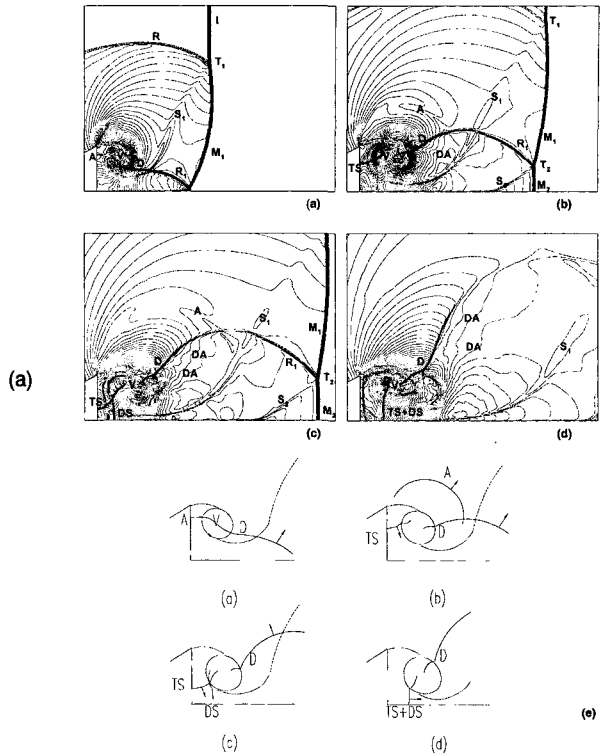 I
R
T₁
S₁
A
V
D
M₁
R₁
(a)
A
S₁
D
M₁
TS
V
DA
R₁
T₂
S₂
M₂
(b)
A
S₁
M₁
D
DA
R₁
V
DA
T₂
TS
S₂
DS
M₂
(c)
DA
D
DA
S₁
V
TS+DS
(d)
(a)
A
V
D
(a)
A
TS
D
(b)
TS
D
DS
(c)
D
TS+DS
(d)
(e)